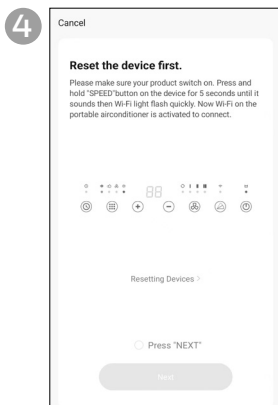 4
Cancel
Reset the device first.
Please make sure your product switch on. Press and
hold "SPEED"button on the device for 5 seconds until it
sounds then Wi-Fi light flash quickly. Now Wi-Fi on the
portable airconditioner is activated to connect.
88
Resetting Devices >
Press "NEXT"
Next